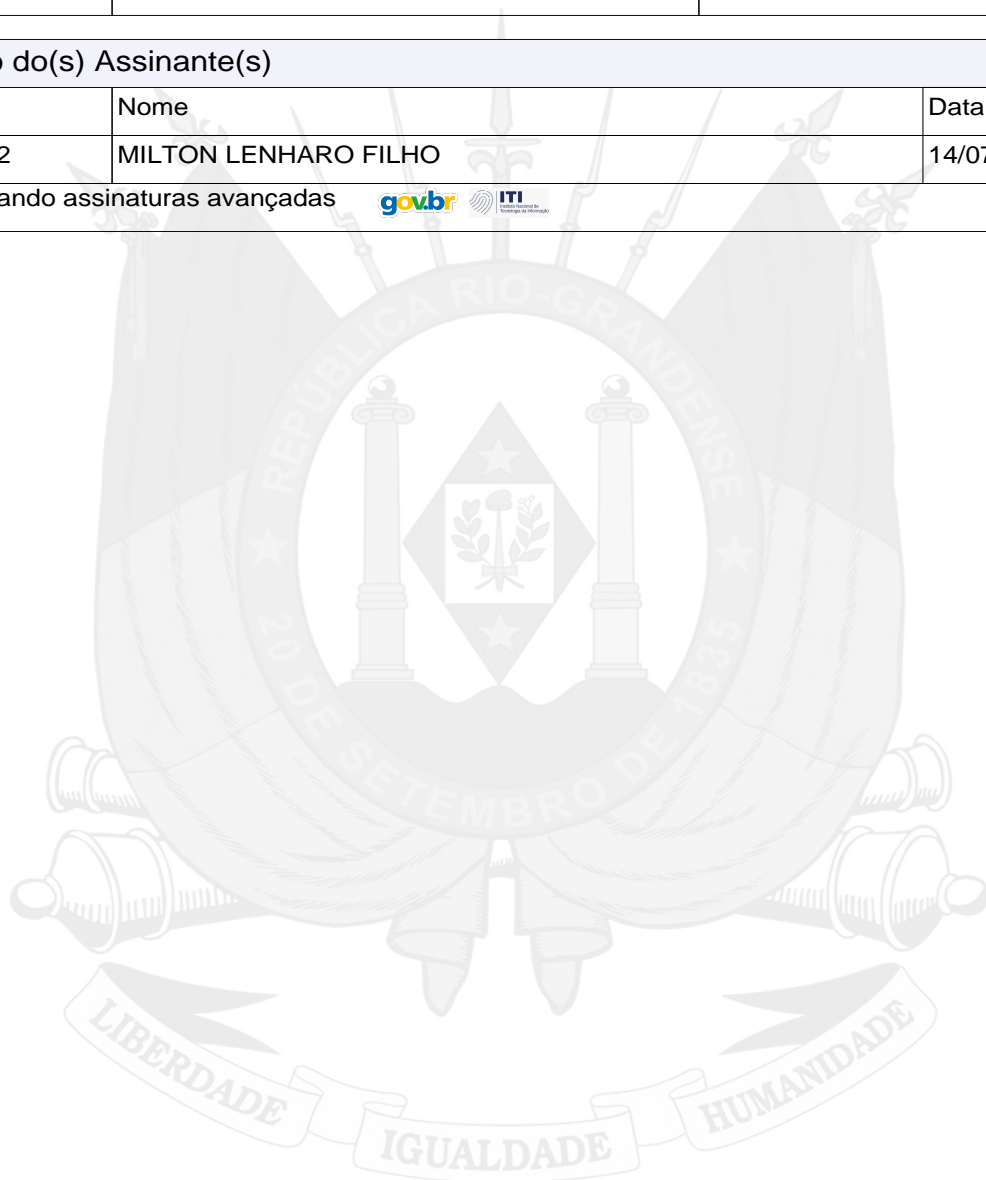 o do(s) Assinante(s)
Nome Data
2 MILTON LENHARO FILHO 14/07
ando assinaturas avançadas gov.br ITI
REPÚBLICA RIO-GRANDENSE
20 DE SETEMBRO DE 1835
LIBERDADE IGUALDADE HUMANIDADE